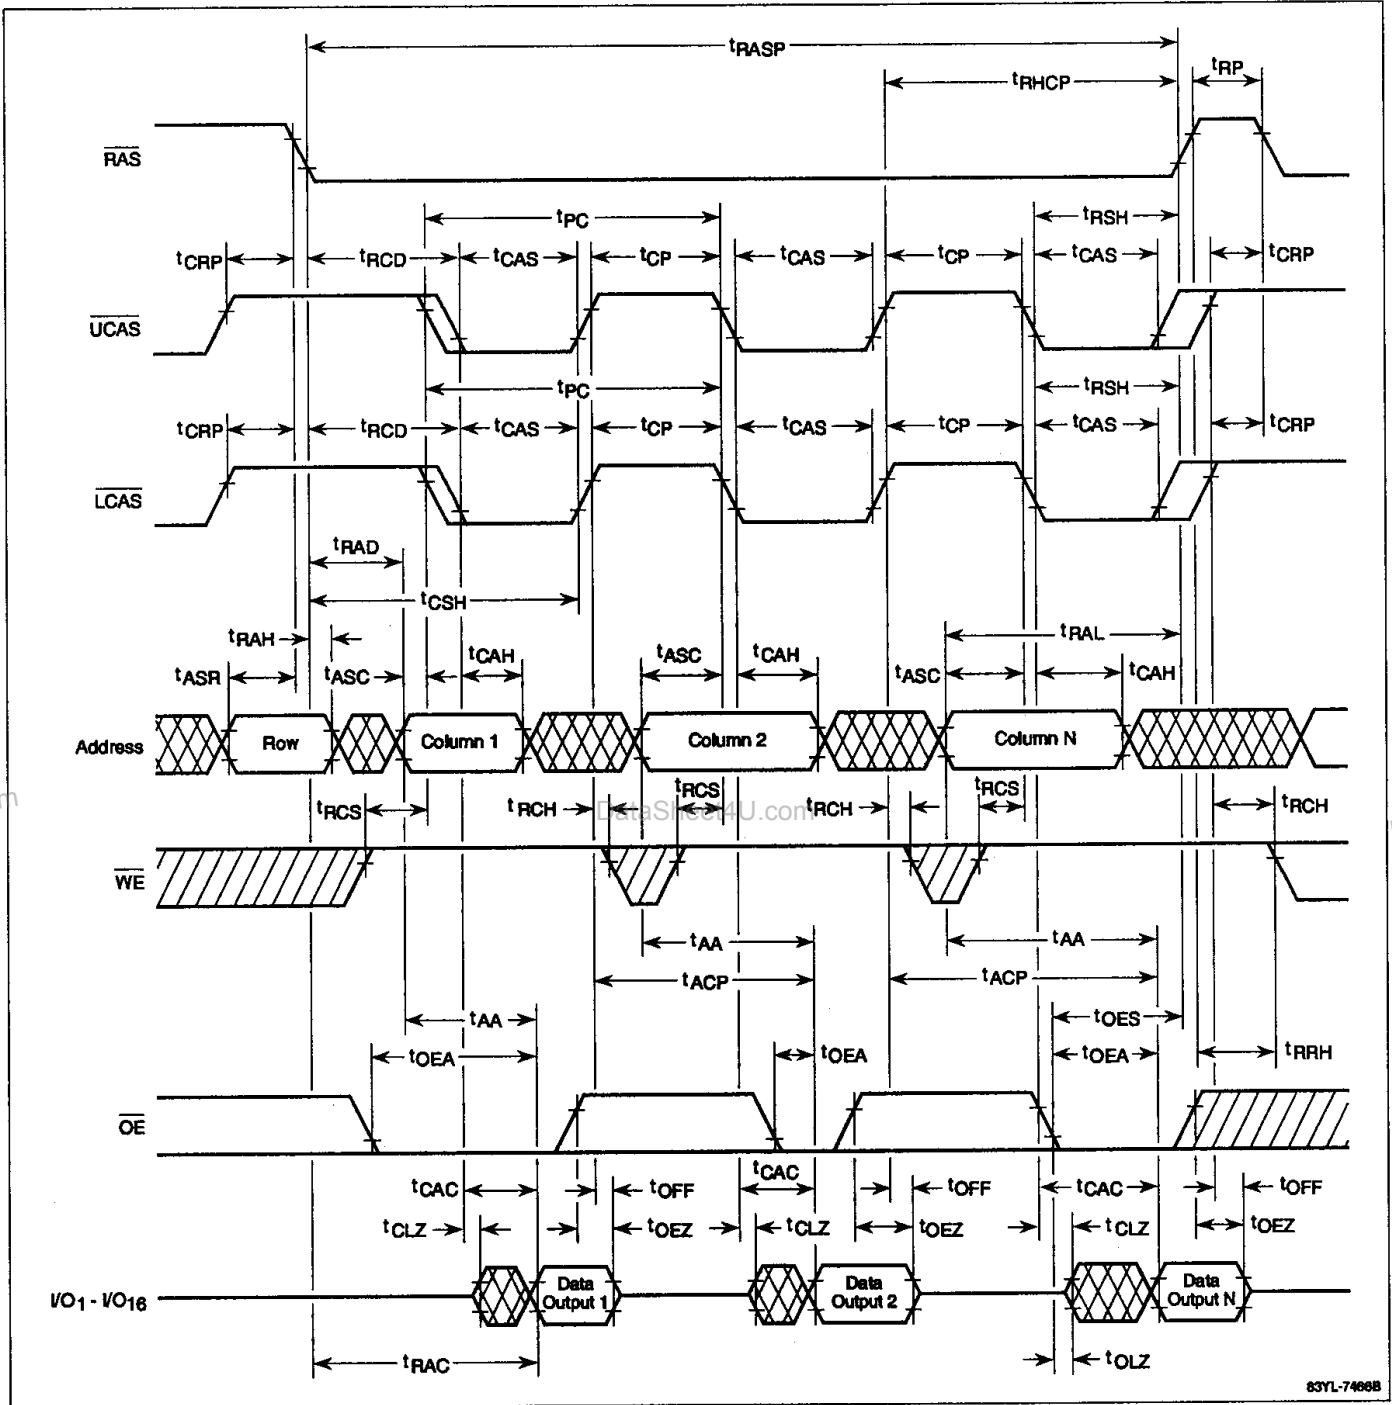 tRASP
tRHCP tRP
RAS
tPC tRSH
tCRP tRCD tCAS tCP tCAS tCP tCAS tCRP
UCAS
tPC tRSH
tCRP tRCD tCAS tCP tCAS tCP tCAS tCRP
LCAS
tRAD
tCSH
tRAH tRAL
tASR tASC tCAH tASC tCAH tASC tCAH
Address Row Column 1 Column 2 Column N
tRCS tRCH tRCS tRCH tRCS tRCH
DataSheet4U.com
WE
tAA tAA
tACP tACP
tAA tOES
tOEA tOEA tOEA tRRH
OE
tCAC tOFF tCAC tOFF tCAC tOFF
tCLZ tOEZ tCLZ tOEZ tCLZ tOEZ
I/O1 - I/O16 Data Output 1 Data Output 2 Data Output N
tRAC tOLZ
83YL-7466B